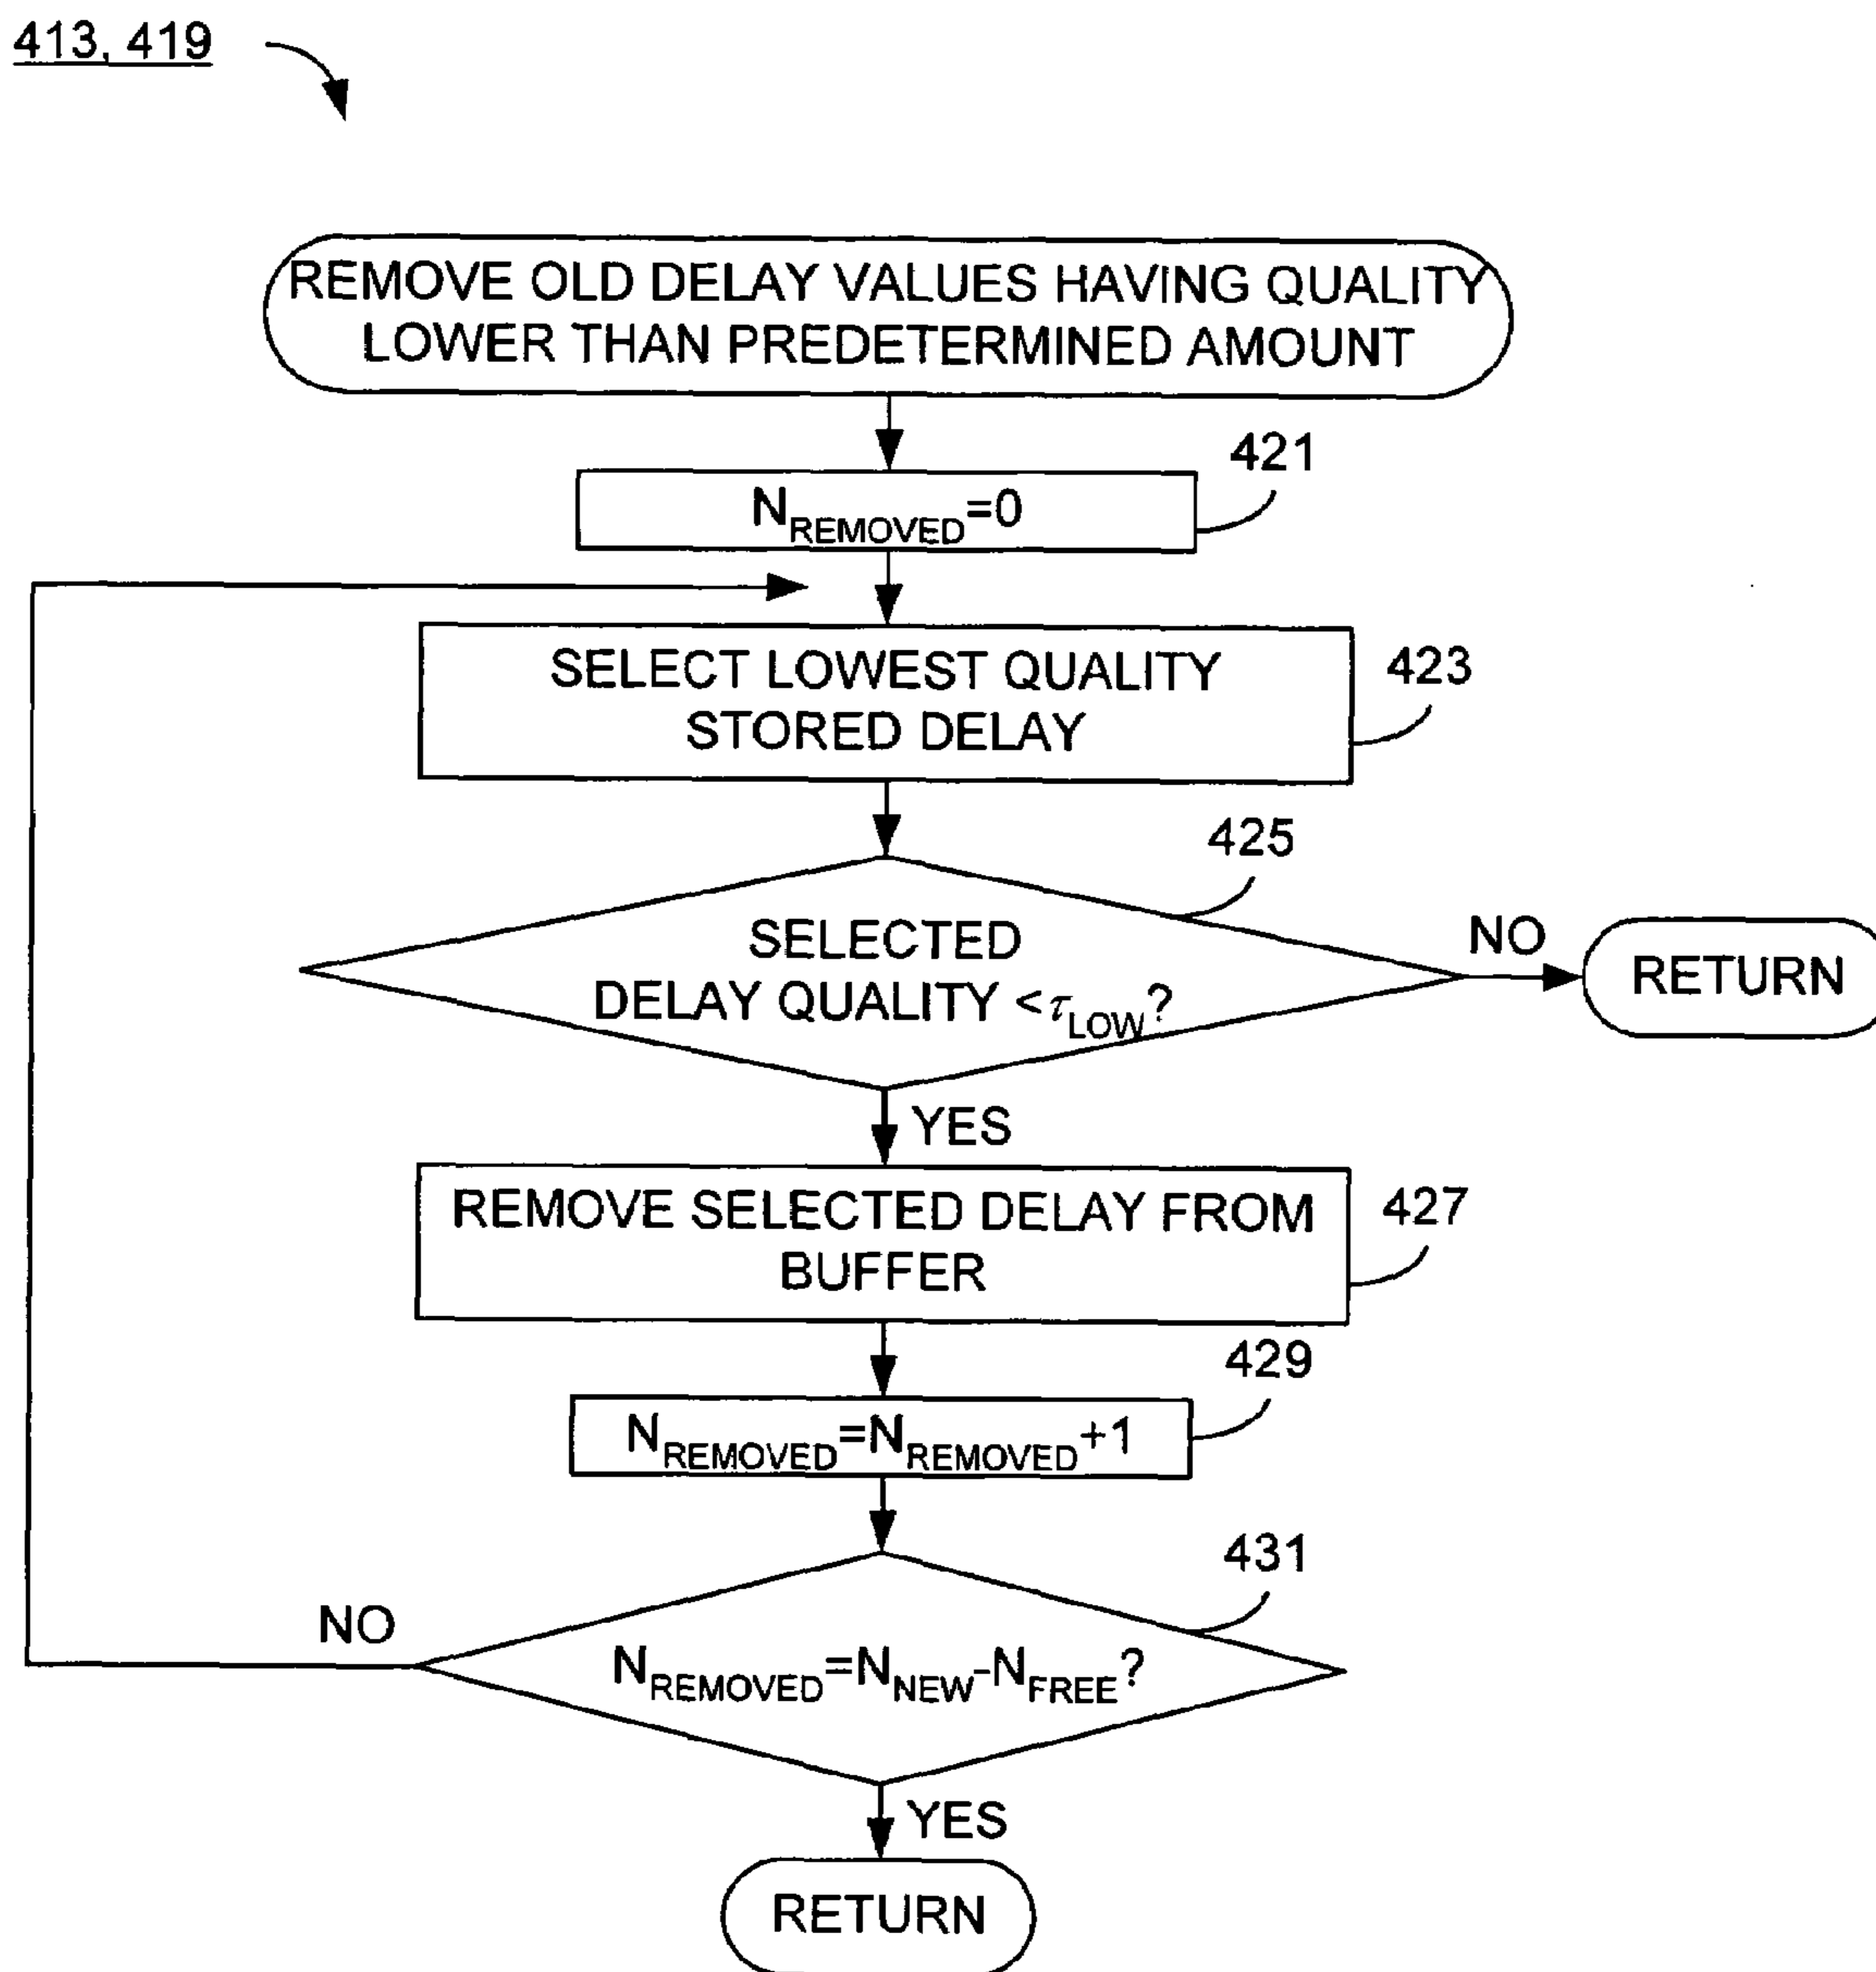 413, 419
REMOVE OLD DELAY VALUES HAVING QUALITY
LOWER THAN PREDETERMINED AMOUNT
421
N_REMOVED=0
423
SELECT LOWEST QUALITY
STORED DELAY
425
SELECTED
DELAY QUALITY <τ_LOW?
NO
RETURN
YES
REMOVE SELECTED DELAY FROM
BUFFER
427
429
N_REMOVED=N_REMOVED+1
431
NO
N_REMOVED=N_NEW-N_FREE?
YES
RETURN